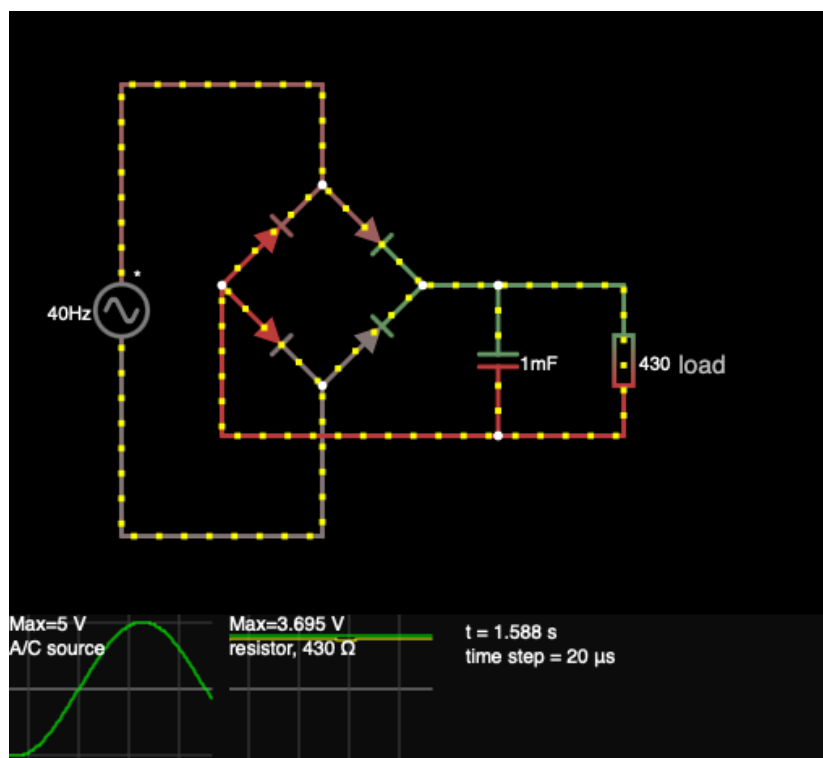 *
40Hz
1mF
430 load
Max=5 V
A/C source
Max=3.695 V
resistor, 430 Ω
t = 1.588 s
time step = 20 µs